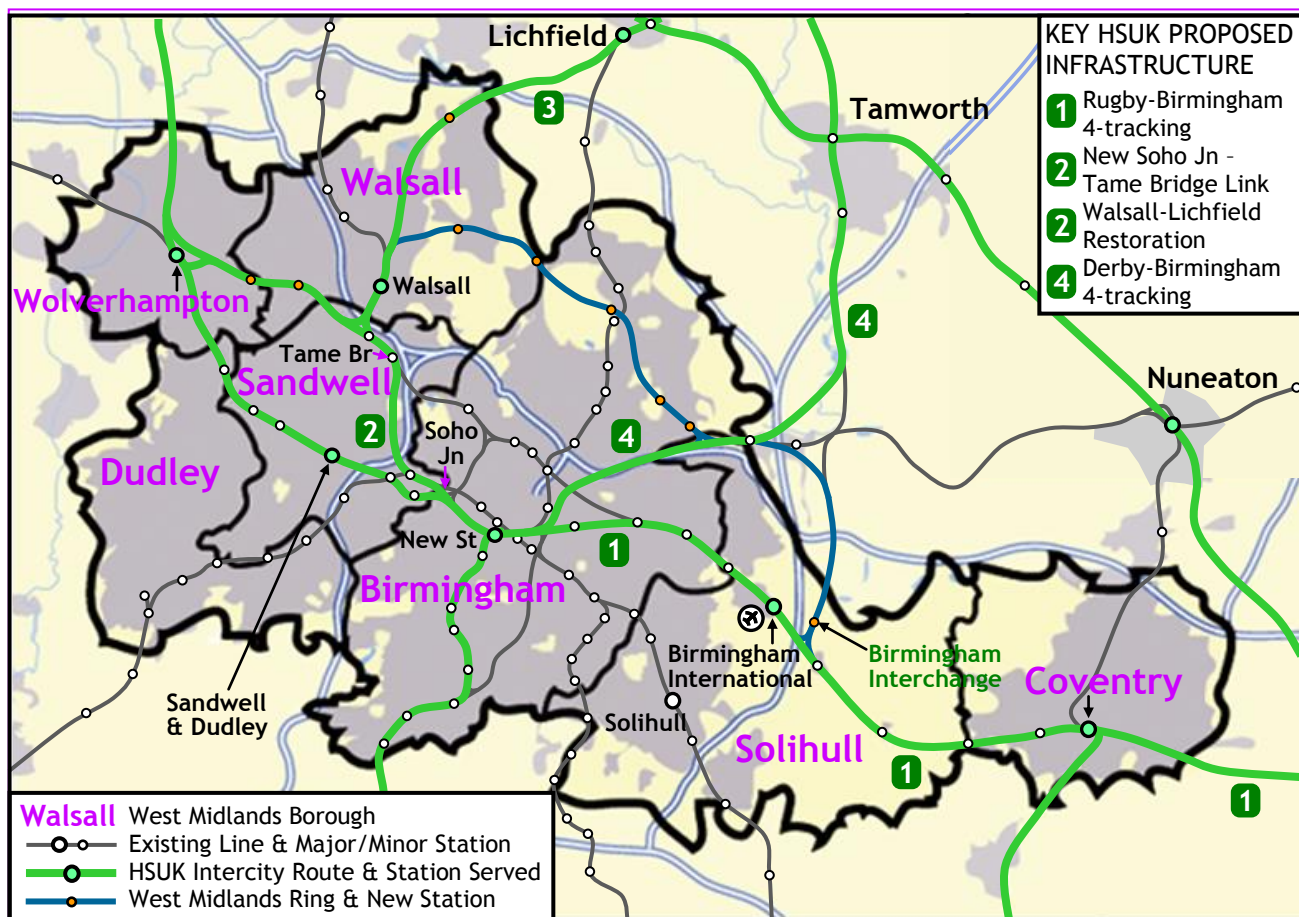 Lichfield
KEY HSUK PROPOSED
INFRASTRUCTURE
1 Rugby-Birmingham
4-tracking
2 New Soho Jn –
Tame Bridge Link
2 Walsall-Lichfield
Restoration
4 Derby-Birmingham
4-tracking
3
Tamworth
Walsall
Wolverhampton
Walsall
4
Tame Br
Sandwell
Nuneaton
2
Soho
Jn
4
Dudley
New St
1
Birmingham
Birmingham
International
Birmingham
Interchange
Coventry
Sandwell
& Dudley
Solihull
Solihull
1
1
Walsall West Midlands Borough
Existing Line & Major/Minor Station
HSUK Intercity Route & Station Served
West Midlands Ring & New Station